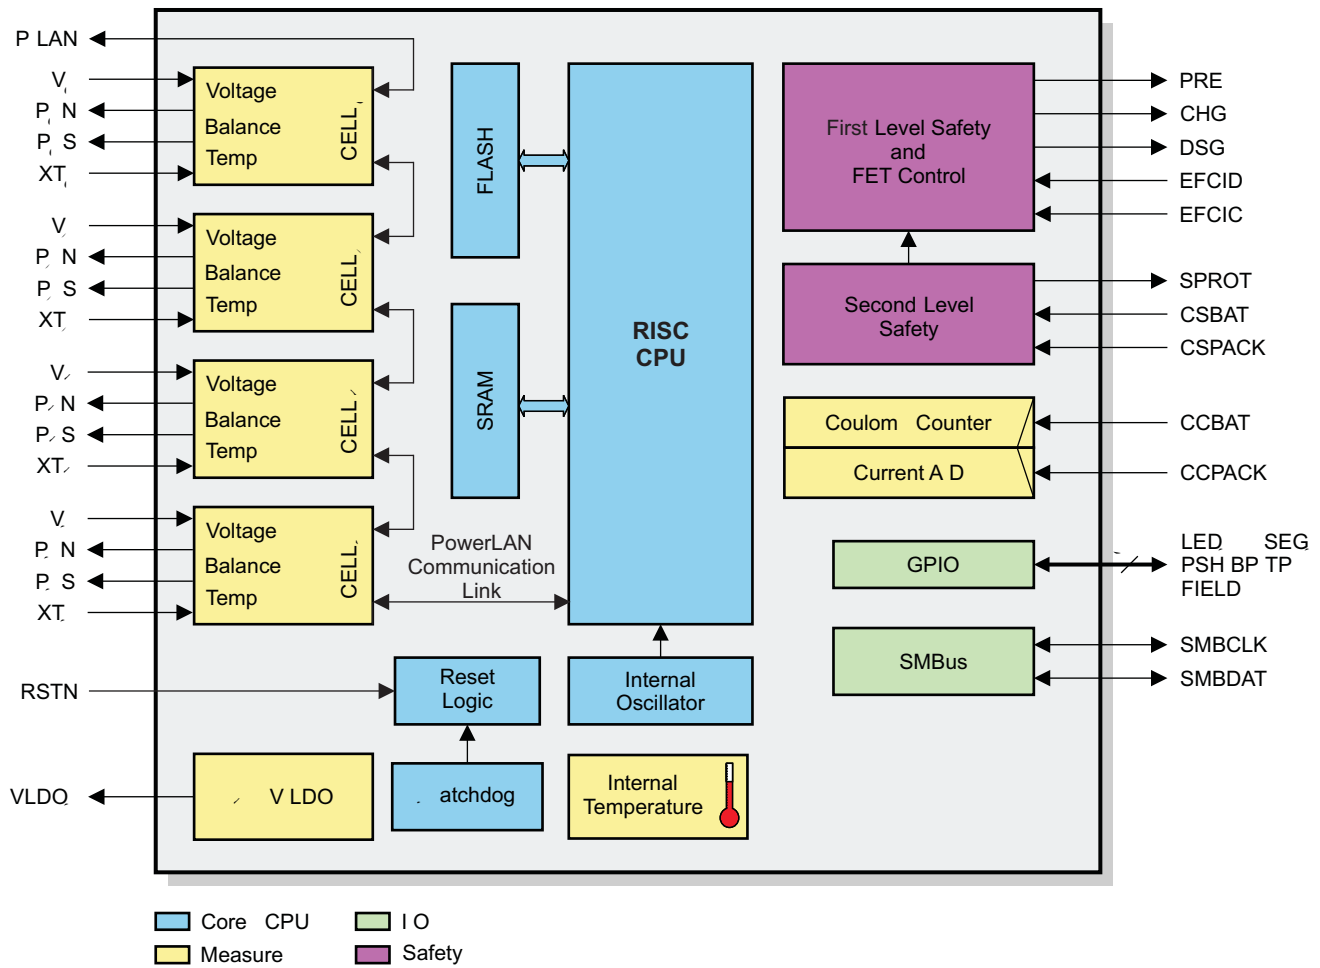 P LAN
V
P N
P S
XT
Voltage
Balance
Temp
CELL
V
P N
P S
XT
Voltage
Balance
Temp
CELL
V
P N
P S
XT
Voltage
Balance
Temp
CELL
V
P N
P S
XT
Voltage
Balance
Temp
CELL
FLASH
SRAM
RISC
CPU
PowerLAN
Communication
Link
First Level Safety
and
FET Control
Second Level
Safety
Coulom Counter
Current A D
GPIO
SMBus
PRE
CHG
DSG
EFCID
EFCIC
SPROT
CSBAT
CSPACK
CCBAT
CCPACK
LED SEG
PSH BP TP
FIELD
SMBCLK
SMBDAT
RSTN
Reset
Logic
Internal
Oscillator
VLDO
V LDO
atchdog
Internal
Temperature
Core CPU
I O
Measure
Safety